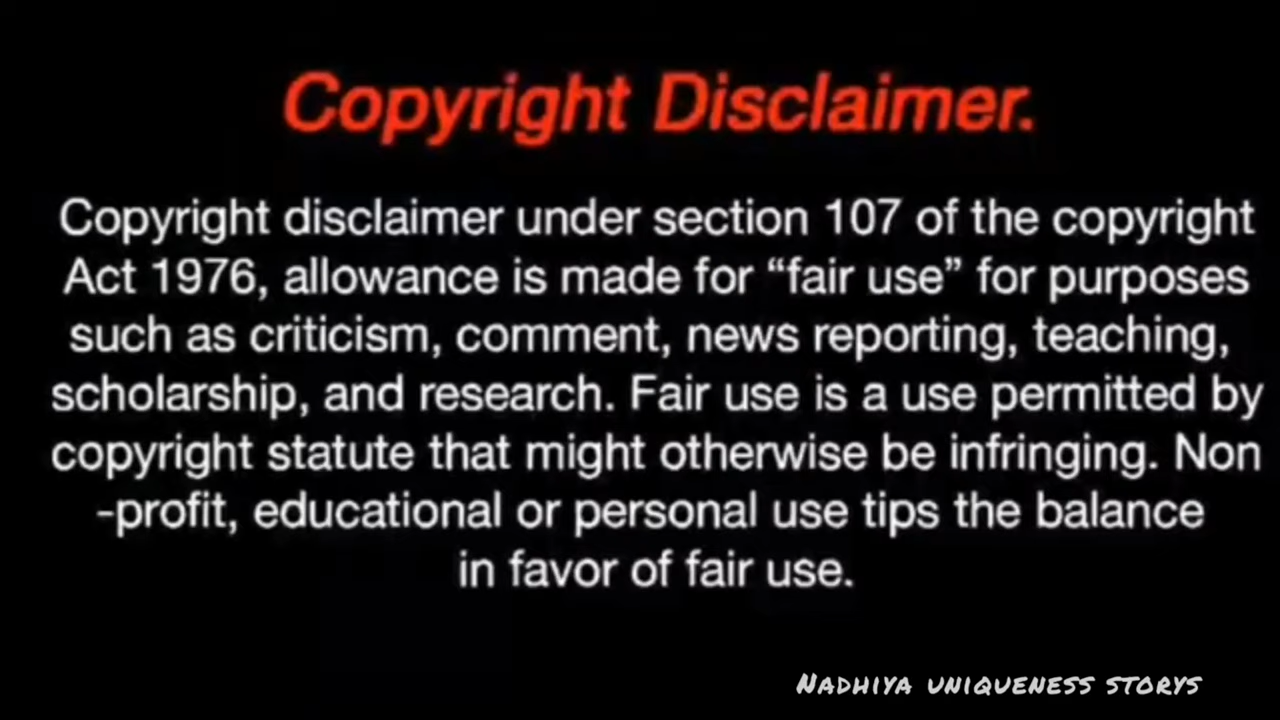 Copyright Disclaimer.
Copyright disclaimer under section 107 of the copyright
Act 1976, allowance is made for “fair use” for purposes
such as criticism, comment, news reporting, teaching,
scholarship, and research. Fair use is a use permitted by
copyright statute that might otherwise be infringing. Non
-profit, educational or personal use tips the balance
in favor of fair use.
NADHIYA UNIQUENESS STORYS